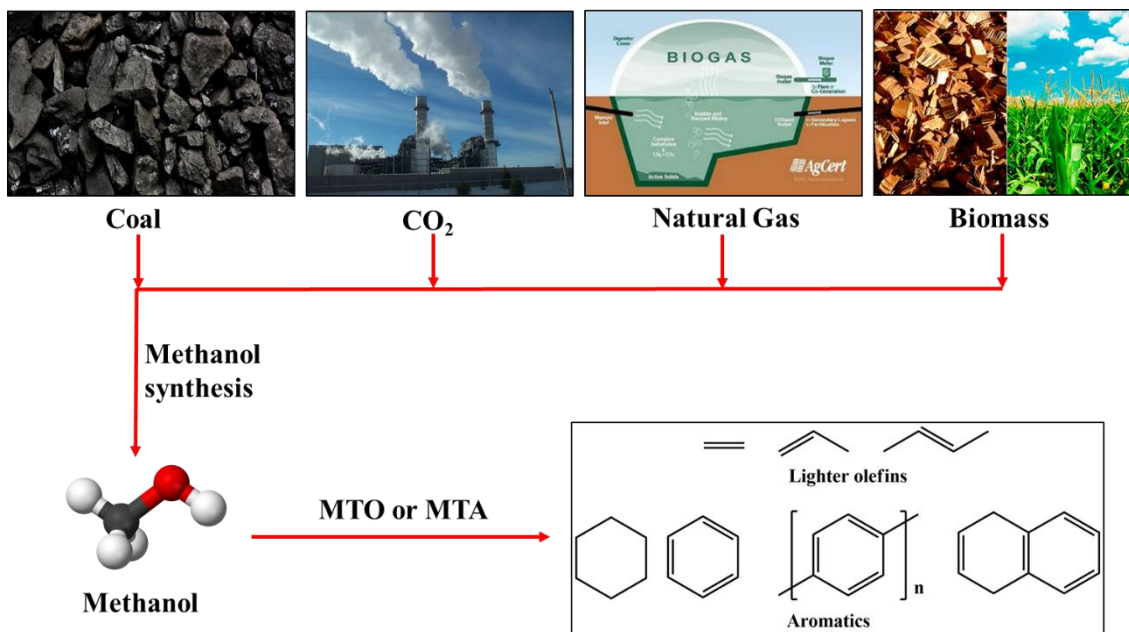 BIOGAS
AgCert
Coal
CO₂
Natural Gas
Biomass
Methanol
synthesis
MTO or MTA
Methanol
Lighter olefins
n
Aromatics